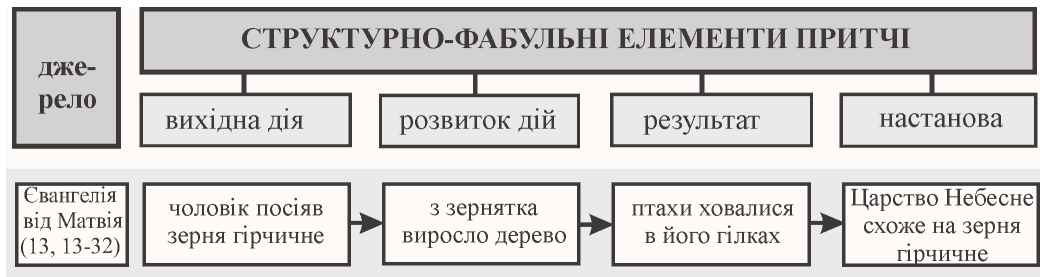 дже-
рело
СТРУКТУРНО-ФАБУЛЬНІ ЕЛЕМЕНТИ ПРИТЧІ
вихідна дія
розвиток дій
результат
настанова
Євангелія
від Матвія
(13, 13-32)
чоловік посіяв
зерня гірчичне
з зернятка
виросло дерево
птахи ховалися
в його гілках
Царство Небесне
схоже на зерня
гірчичне